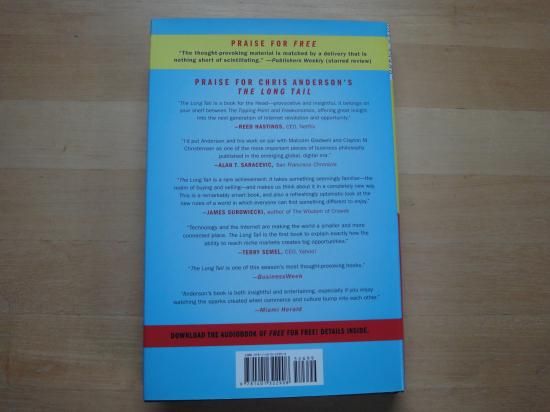 PRAISE FOR FREE
"The thought-provoking material is matched by a delivery that is
nothing short of scintillating." —Publishers Weekly (starred review)
PRAISE FOR CHRIS ANDERSON'S
THE LONG TAIL
"The Long Tail is a book for the Head—provocative and insightful. It belongs on
your shelf between The Tipping Point and Freakonomics, offering great insight
into the next generation of Internet revolution and opportunity."
—REED HASTINGS, CEO, Netflix
"I'd put Anderson and his work on par with Malcolm Gladwell and Clayton M.
Christensen as one of the more important pieces of business philosophy
published in the emerging global, digital era."
—ALAN T. SARACEVIC, San Francisco Chronicle
"The Long Tail is a rare achievement. It takes something seemingly familiar—the
realm of buying and selling—and makes us think about it in a completely new way.
This is a remarkably smart book, and also a refreshingly optimistic look at the
new rules of a world in which everyone can find something different to enjoy."
—JAMES SUROWIECKI, author of The Wisdom of Crowds
"Technology and the Internet are making the world a smaller and more
connected place. The Long Tail is the first book to explain exactly how the
ability to reach niche markets creates big opportunities."
—TERRY SEMEL, CEO, Yahoo!
"The Long Tail is one of this season's most thought-provoking books."
—BusinessWeek
"Anderson's book is both insightful and entertaining, especially if you enjoy
watching the sparks created when commerce and culture bump into each other."
—Miami Herald
DOWNLOAD THE AUDIOBOOK OF FREE FOR FREE! DETAILS INSIDE.